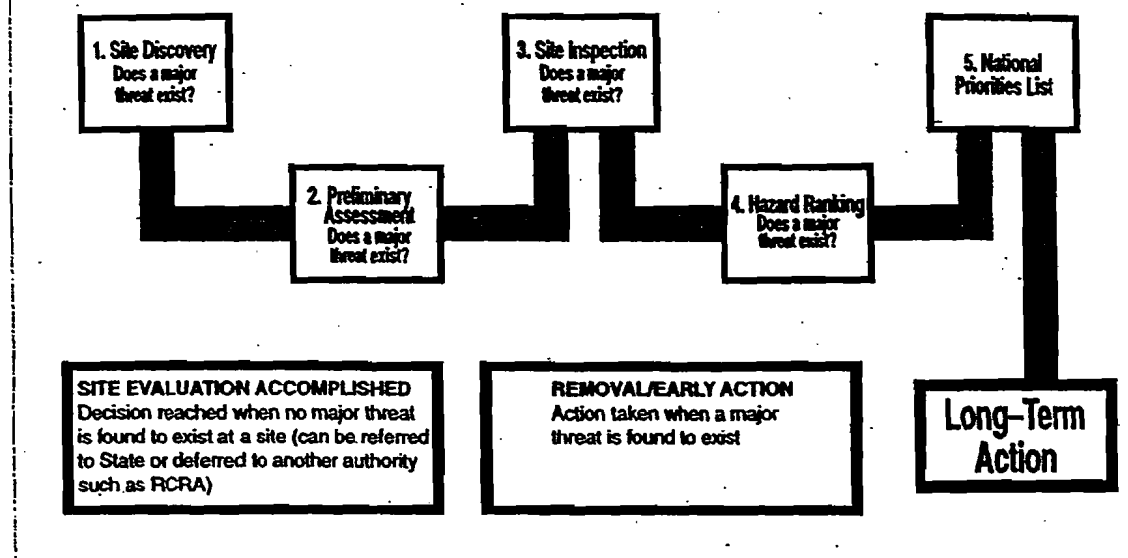 1. Site Discovery
Does a major
threat exist?
2. Preliminary
Assessment
Does a major
threat exist?
3. Site Inspection
Does a major
threat exist?
4. Hazard Ranking
Does a major
threat exist?
5. National
Priorities List
SITE EVALUATION ACCOMPLISHED
Decision reached when no major threat
is found to exist at a site (can be referred
to State or deferred to another authority
such as RCRA)
REMOVAL/EARLY ACTION
Action taken when a major
threat is found to exist
Long-Term
Action